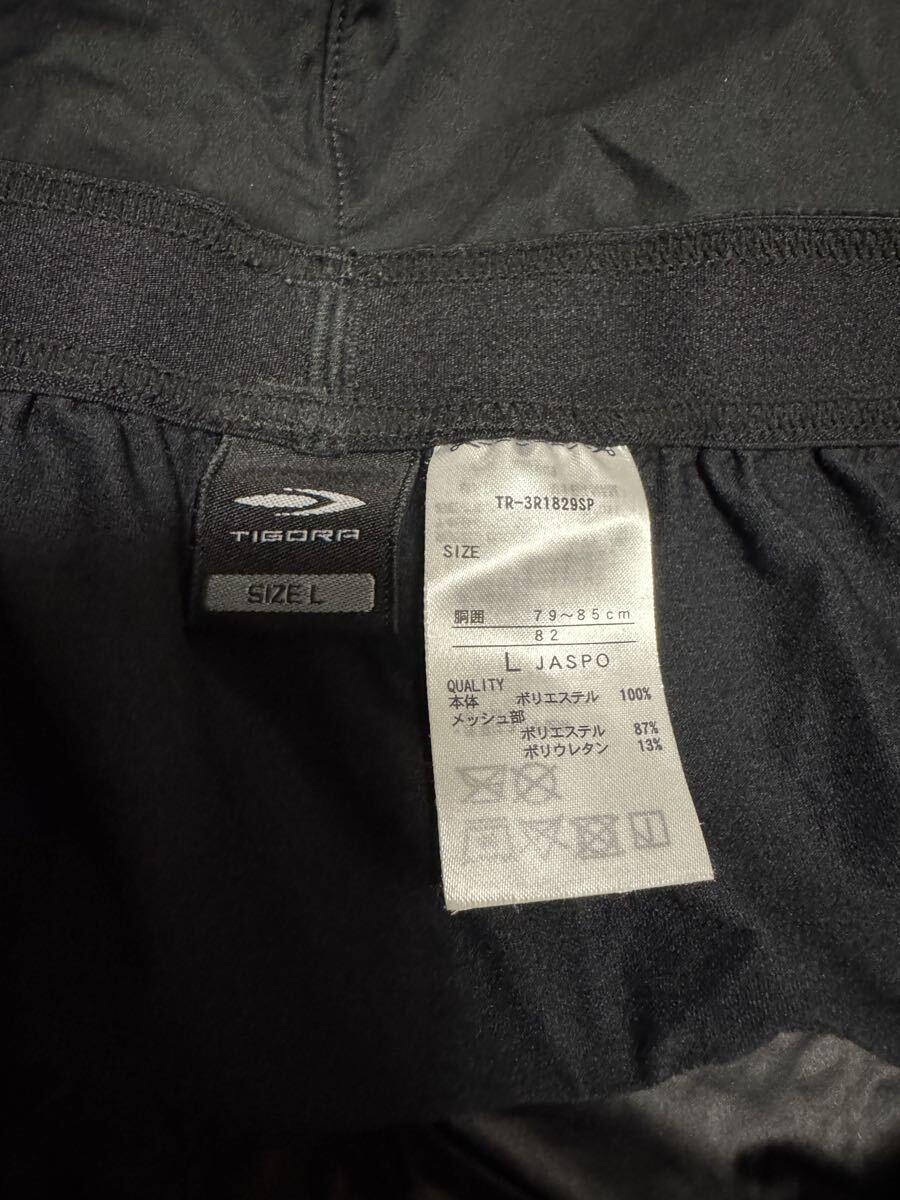 TIGORA
SIZE L
TR-3R1829SP
SIZE
胴囲 79～85cm
82
L JASPO
QUALITY
本体 ポリエステル 100%
メッシュ部
ポリエステル 87%
ポリウレタン 13%